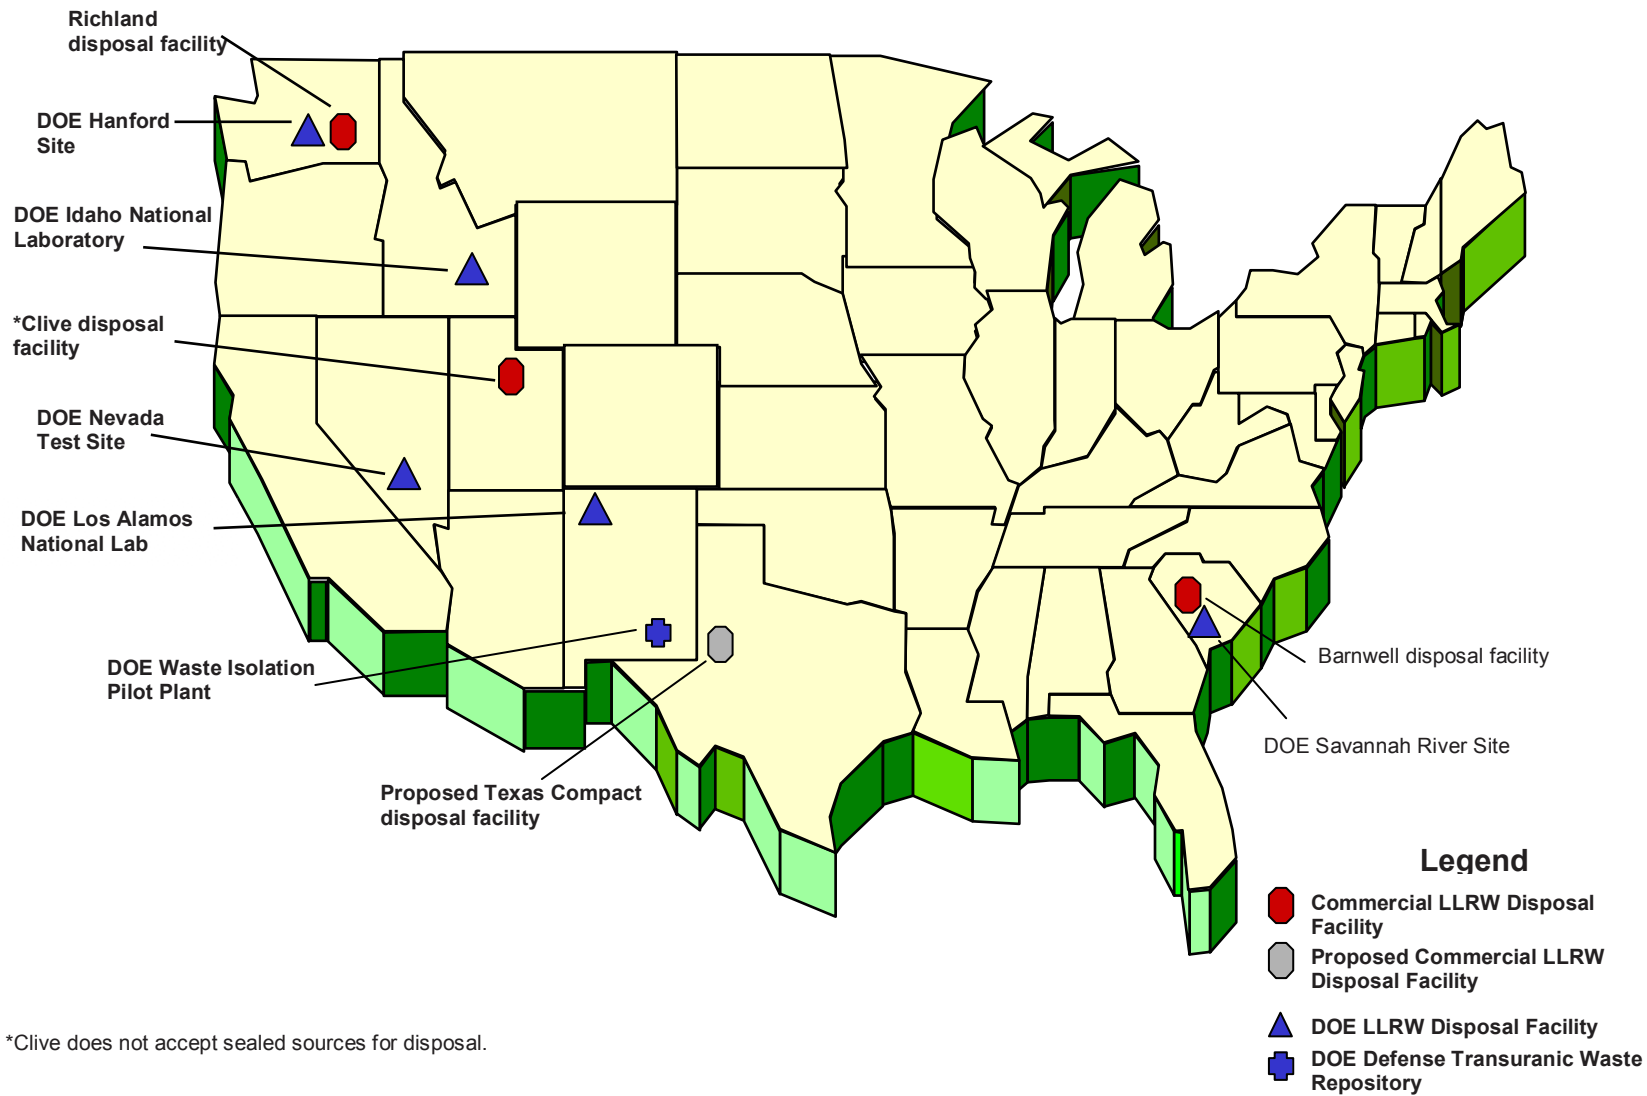 Richland
disposal facility
DOE Hanford
Site
DOE Idaho National
Laboratory
*Clive disposal
facility
DOE Nevada
Test Site
DOE Los Alamos
National Lab
DOE Waste Isolation
Pilot Plant
Proposed Texas Compact
disposal facility
Barnwell disposal facility
DOE Savannah River Site
Legend
Commercial LLRW Disposal
Facility
Proposed Commercial LLRW
Disposal Facility
DOE LLRW Disposal Facility
DOE Defense Transuranic Waste
Repository
*Clive does not accept sealed sources for disposal.